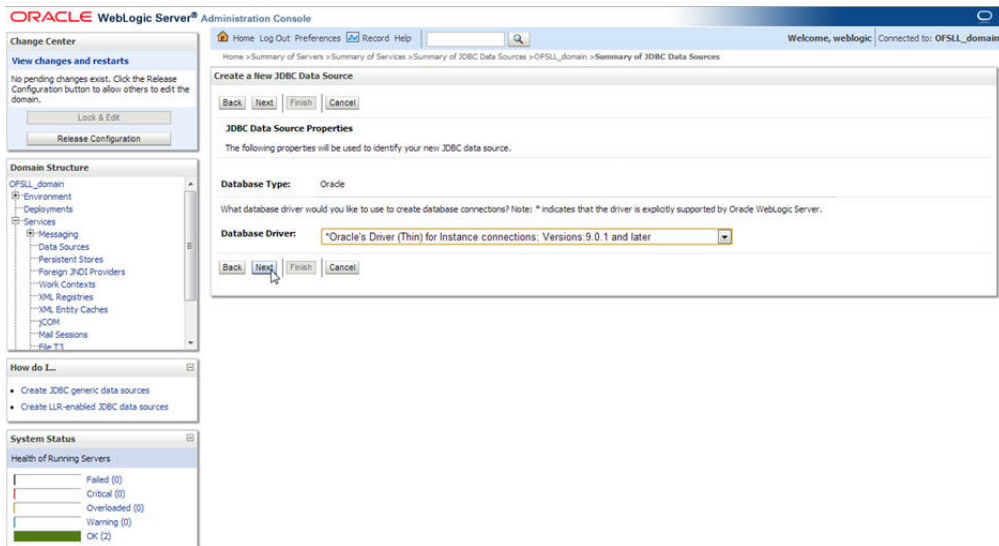 ORACLE WebLogic Server® Administration Console
Change Center
View changes and restarts
No pending changes exist. Click the Release
Configuration button to allow others to edit the
domain.
Lock & Edit
Release Configuration
Domain Structure
OFSLL_domain
Environment
Deployments
Services
Messaging
Data Sources
Persistent Stores
Foreign JNDI Providers
Work Contexts
XML Registries
XML Entity Caches
jCOM
Mail Sessions
File T3
How do I...
Create JDBC generic data sources
Create LLR-enabled JDBC data sources
System Status
Health of Running Servers
Failed (0)
Critical (0)
Overloaded (0)
Warning (0)
OK (2)
Home Log Out Preferences Record Help
Welcome, weblogic Connected to: OFSLL_domain
Home >Summary of Servers >Summary of Services >Summary of JDBC Data Sources >OFSLL_domain >Summary of JDBC Data Sources
Create a New JDBC Data Source
Back Next Finish Cancel
JDBC Data Source Properties
The following properties will be used to identify your new JDBC data source.
Database Type: Oracle
What database driver would you like to use to create database connections? Note: * indicates that the driver is explicitly supported by Oracle WebLogic Server.
Database Driver: *Oracle's Driver (Thin) for Instance connections; Versions:9.0.1 and later
Back Next Finish Cancel